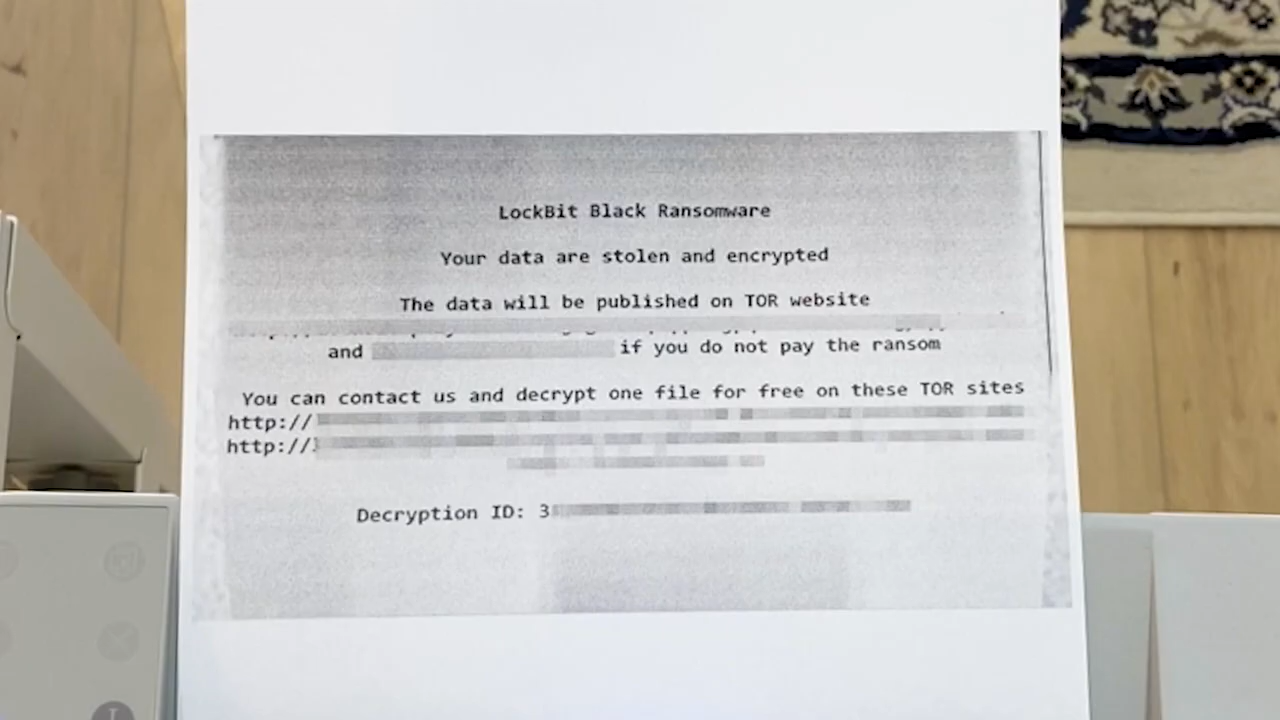 LockBit Black Ransomware
Your data are stolen and encrypted
The data will be published on TOR website
and if you do not pay the ransom
You can contact us and decrypt one file for free on these TOR sites
http://
http://
Decryption ID: 3